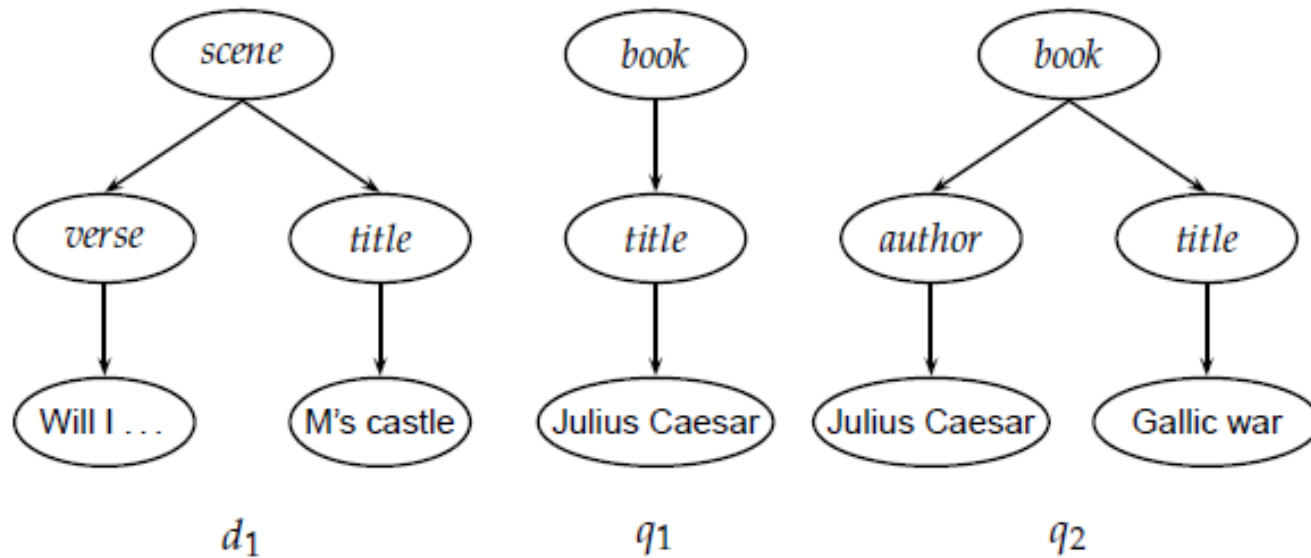 scene book book
verse title title author title
Will I . . . M's castle Julius Caesar Julius Caesar Gallic war
d1 q1 q2